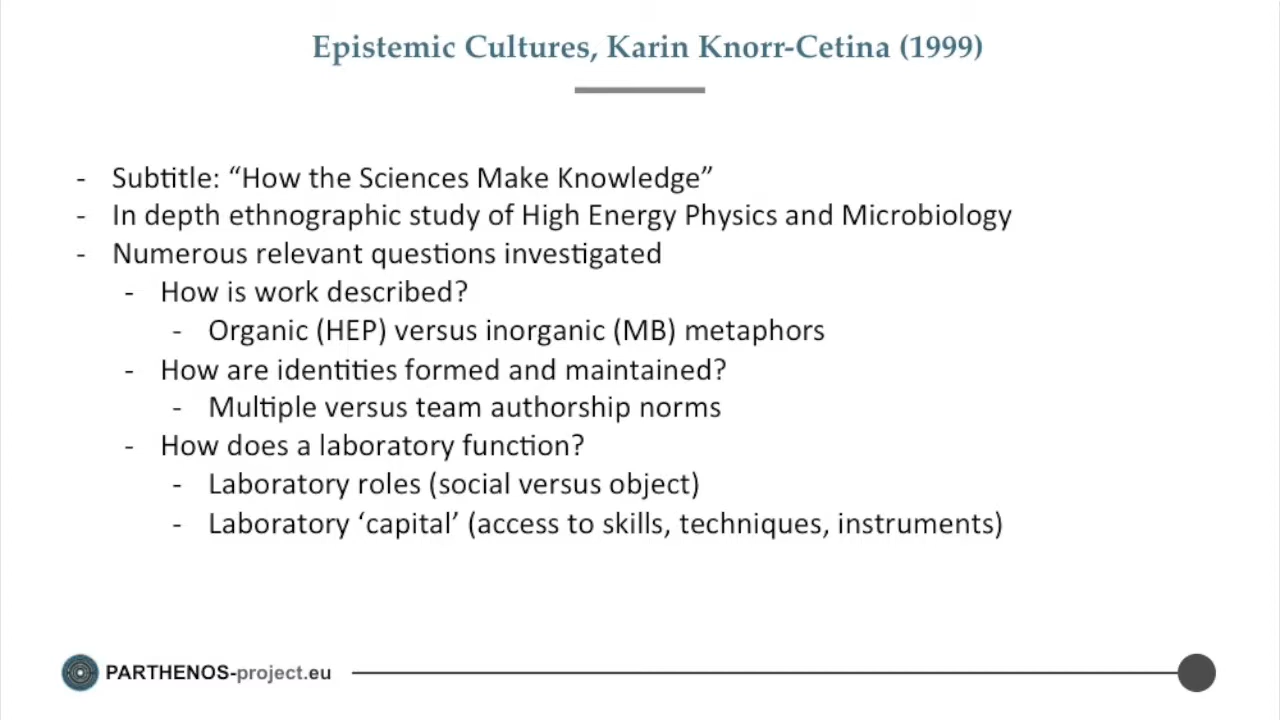 Epistemic Cultures, Karin Knorr-Cetina (1999)
- Subtitle: “How the Sciences Make Knowledge”
- In depth ethnographic study of High Energy Physics and Microbiology
- Numerous relevant questions investigated
- How is work described?
- Organic (HEP) versus inorganic (MB) metaphors
- How are identities formed and maintained?
- Multiple versus team authorship norms
- How does a laboratory function?
- Laboratory roles (social versus object)
- Laboratory ‘capital’ (access to skills, techniques, instruments)
PARTHENOS-project.eu